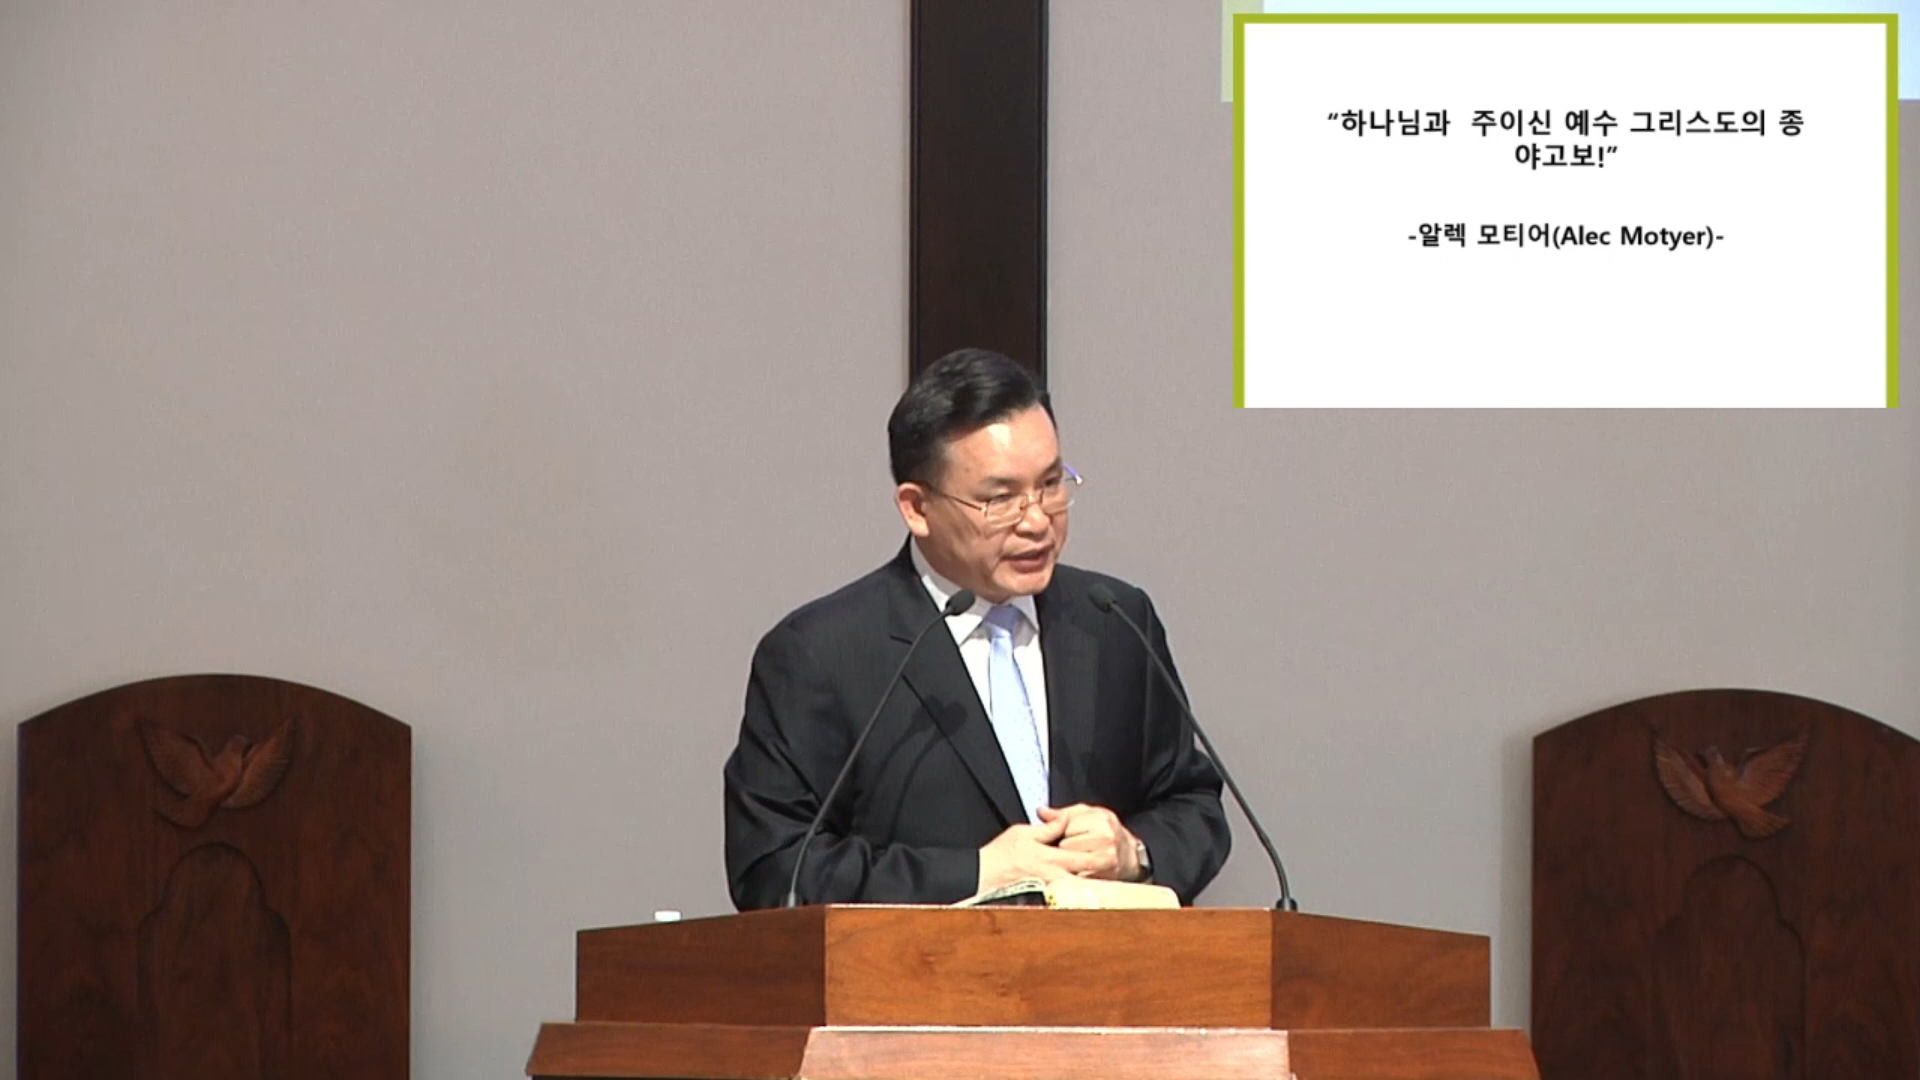 “하나님과 주이신 예수 그리스도의 종
야고보!”
-알렉 모티어(Alec Motyer)-